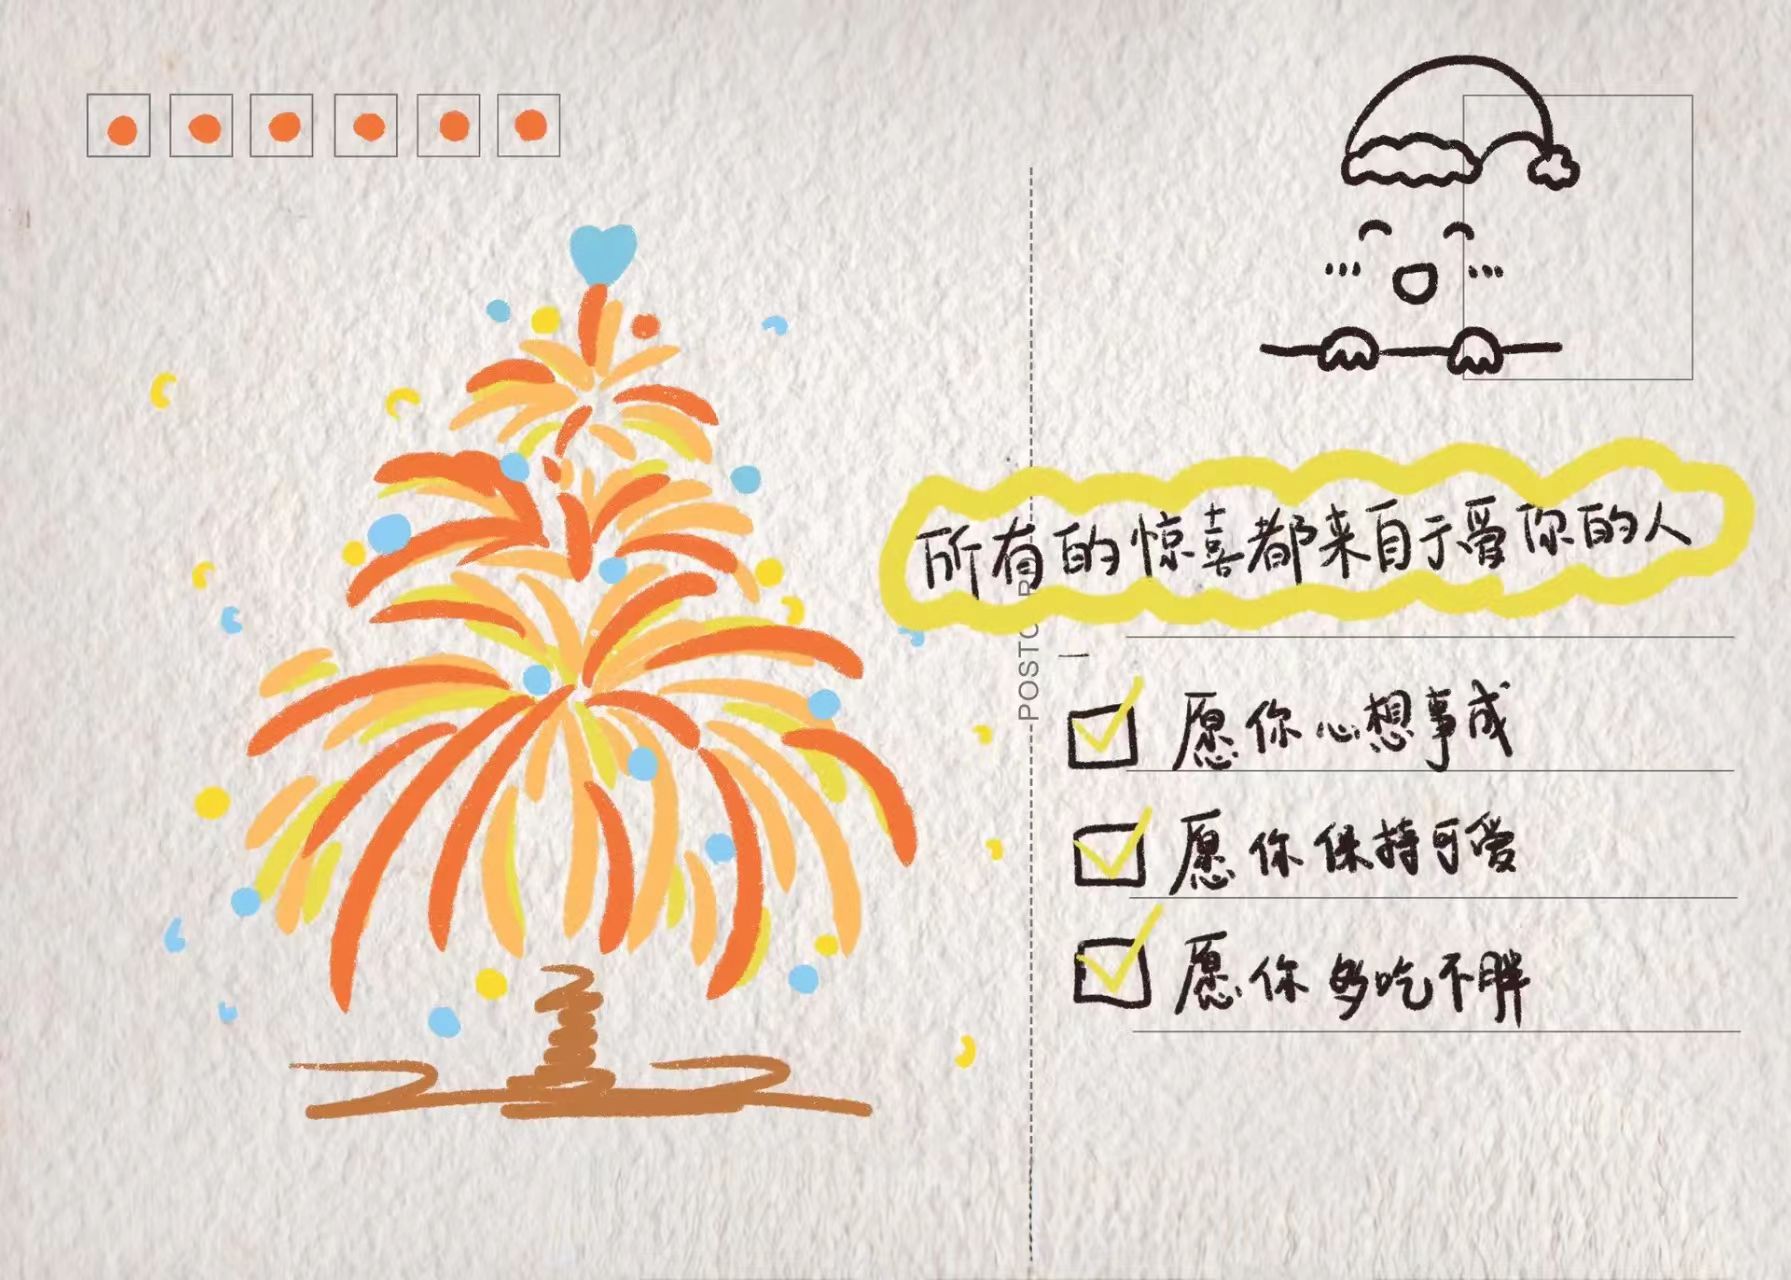 所有的惊喜都来自于爱你的人
愿你心想事成
愿你保持可爱
愿你多吃不胖